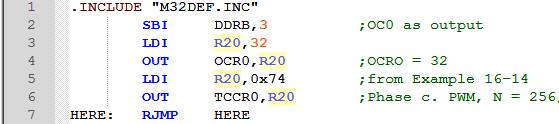 1 .INCLUDE "M32DEF.INC"
2 SBI DDRB,3 ;OC0 as output
3 LDI R20,32
4 OUT OCR0,R20 ;OCRO = 32
5 LDI R20,0x74 ;from Example 16-14
6 OUT TCCR0,R20 ;Phase c. PWM, N = 256,
7 HERE: RJMP HERE